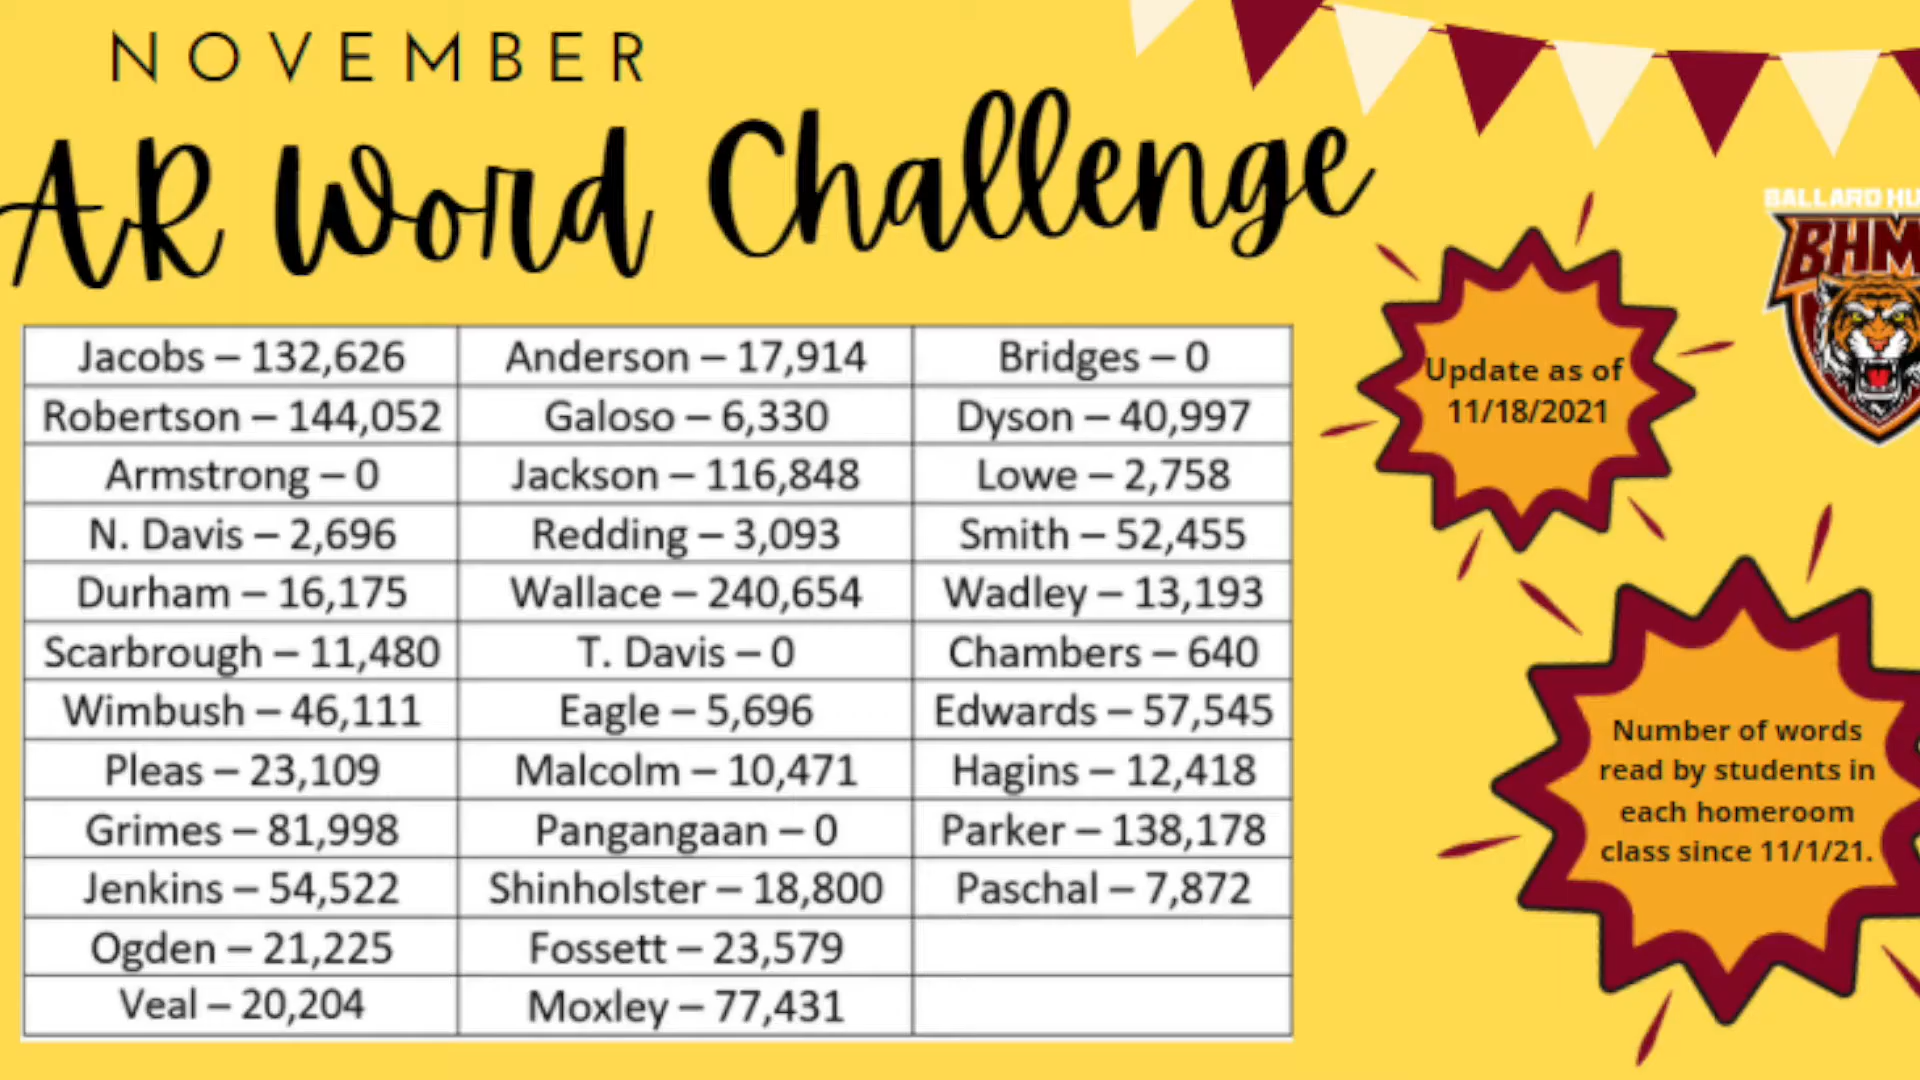 NOVEMBER
AR Word Challenge
BALLARD
BHM
Jacobs – 132,626
Anderson – 17,914
Bridges – 0
Robertson – 144,052
Galoso – 6,330
Dyson – 40,997
Armstrong – 0
Jackson – 116,848
Lowe – 2,758
N. Davis – 2,696
Redding – 3,093
Smith – 52,455
Durham – 16,175
Wallace – 240,654
Wadley – 13,193
Scarbrough – 11,480
T. Davis – 0
Chambers – 640
Wimbush – 46,111
Eagle – 5,696
Edwards – 57,545
Pleas – 23,109
Malcolm – 10,471
Hagins – 12,418
Grimes – 81,998
Pangangaan – 0
Parker – 138,178
Jenkins – 54,522
Shinholster – 18,800
Paschal – 7,872
Ogden – 21,225
Fossett – 23,579
Veal – 20,204
Moxley – 77,431
Update as of
11/18/2021
Number of words
read by students in
each homeroom
class since 11/1/21.